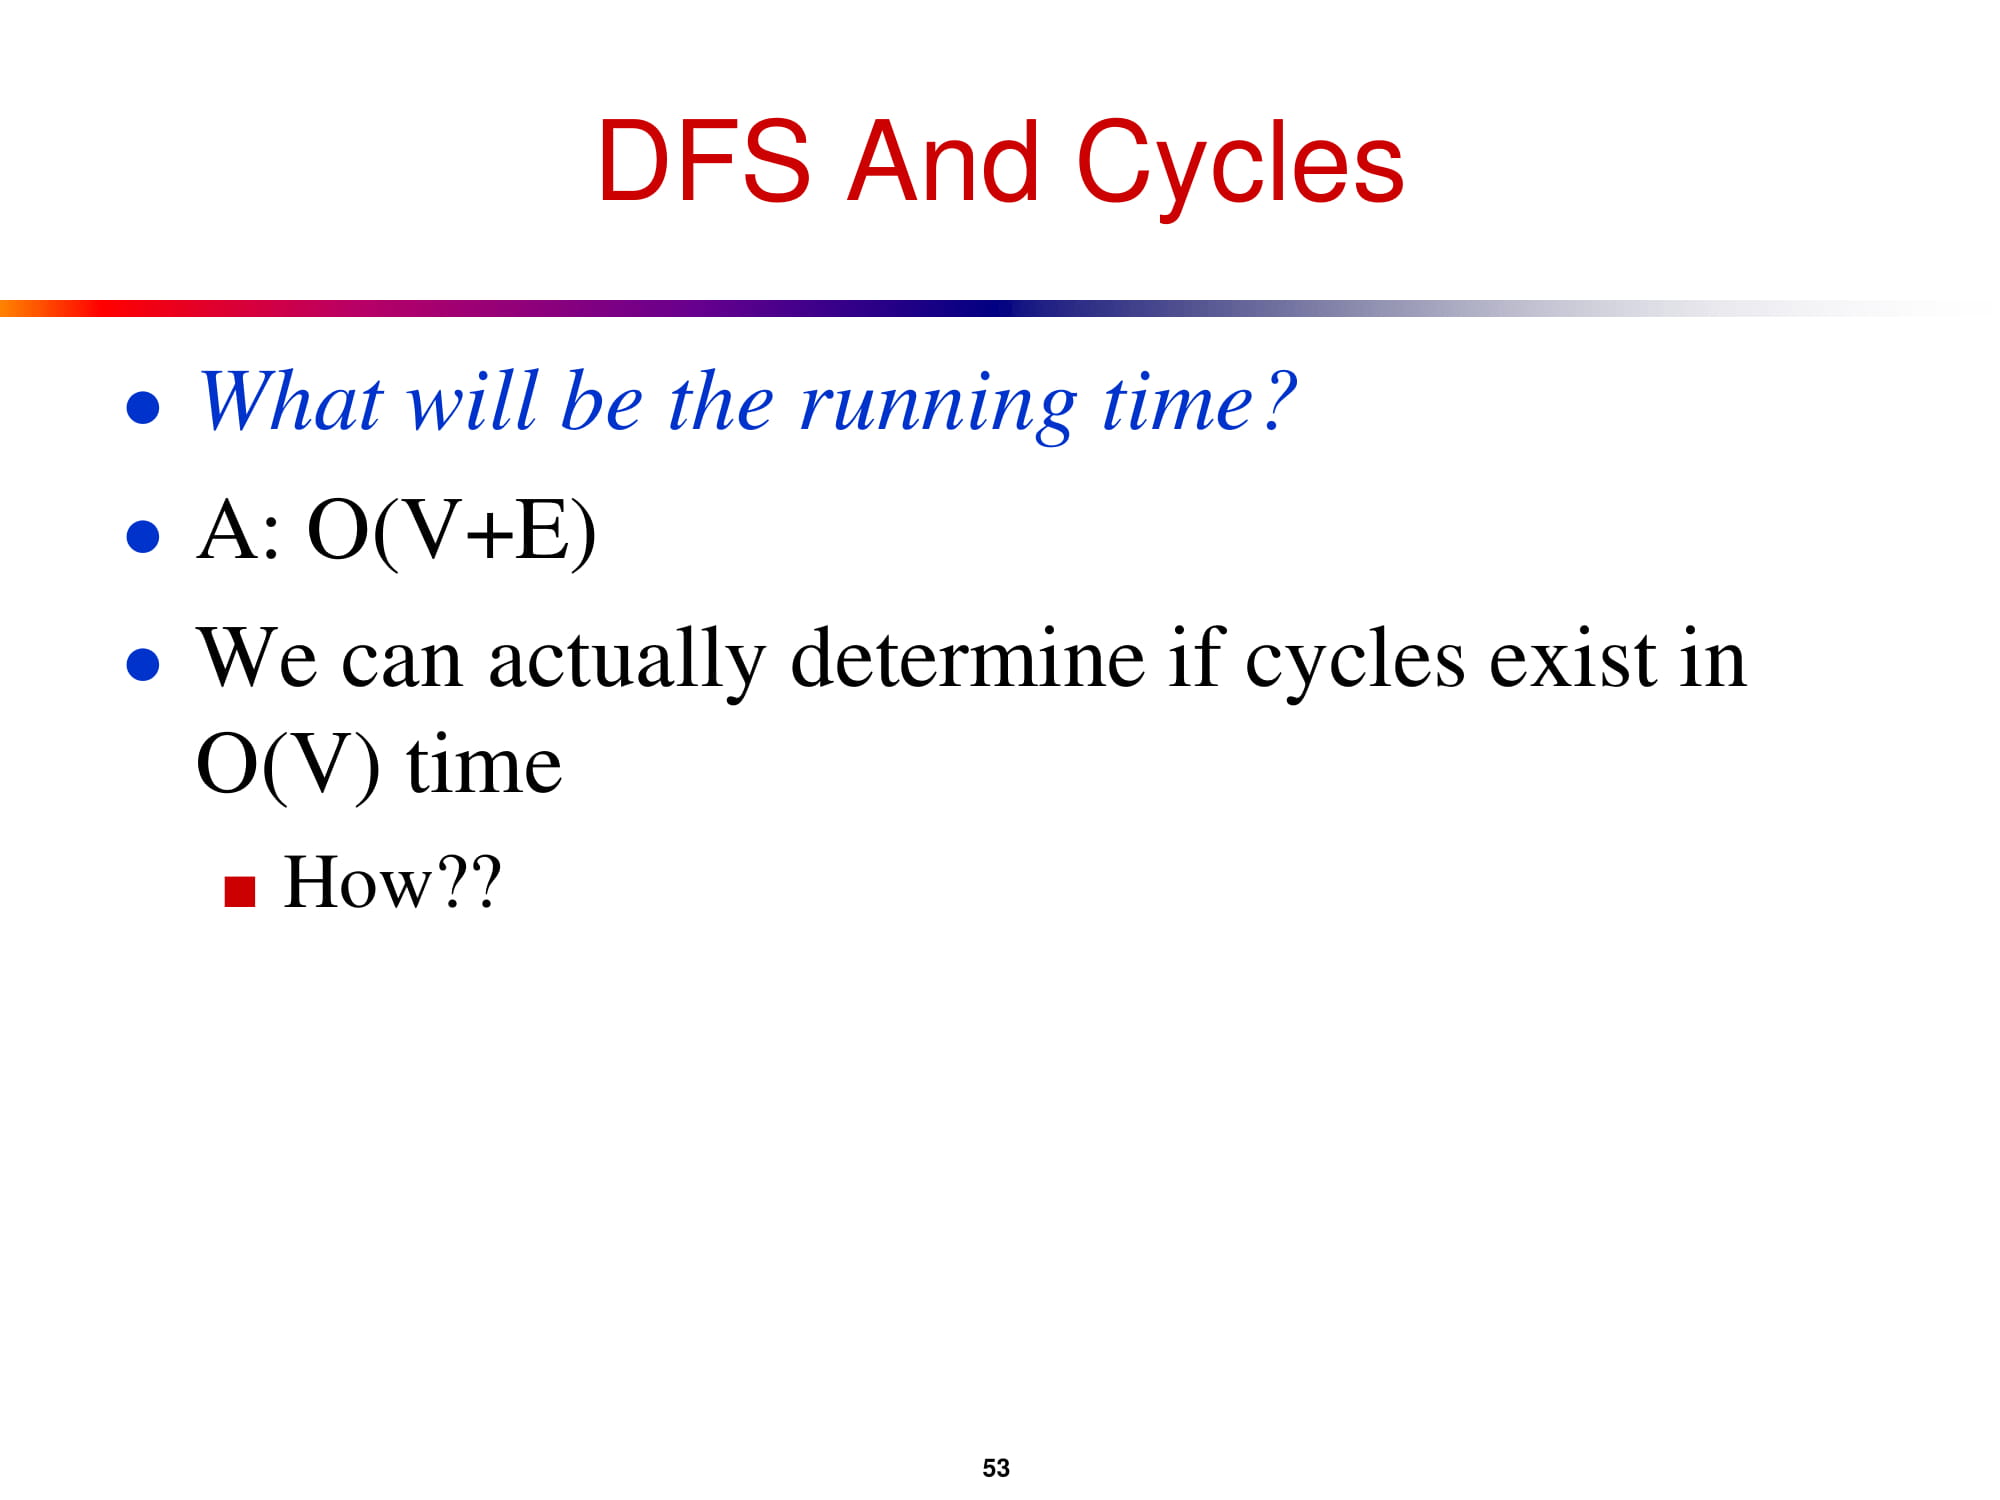 DFS And Cycles
● What will be the running time?
● A: O(V+E)
● We can actually determine if cycles exist in
O(V) time
■ How??
53